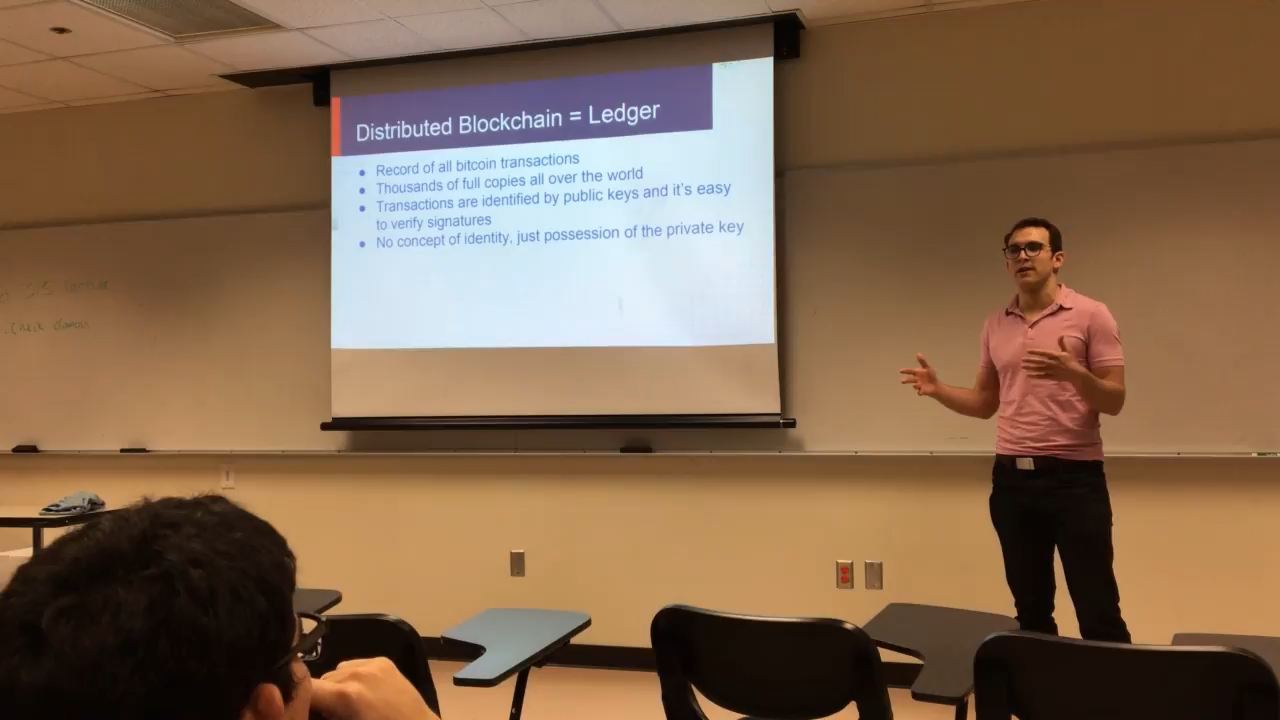 Distributed Blockchain = Ledger
● Record of all bitcoin transactions
● Thousands of full copies all over the world
● Transactions are identified by public keys and it's easy
to verify signatures
● No concept of identity, just possession of the private key